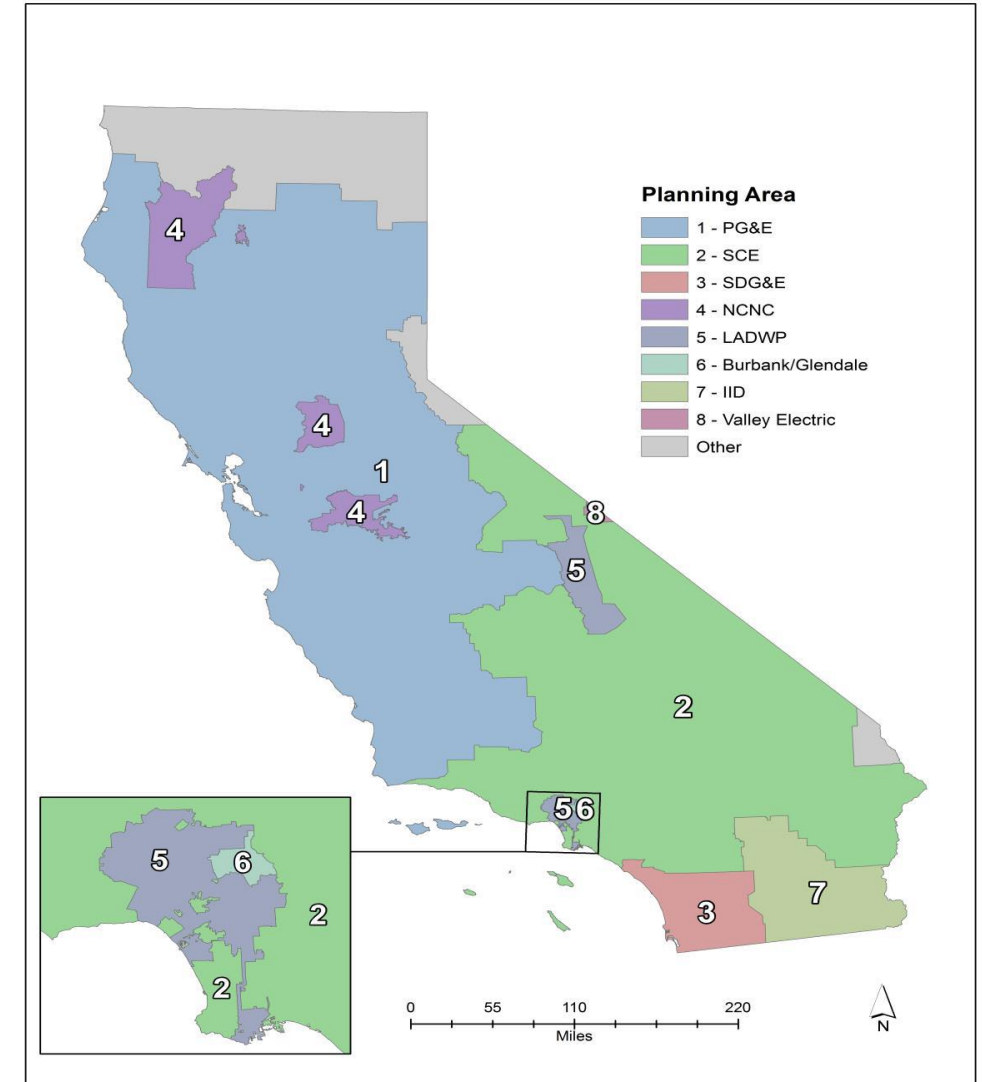 Planning Area
1 - PG&E
2 - SCE
3 - SDG&E
4 - NCNC
5 - LADWP
6 - Burbank/Glendale
7 - IID
8 - Valley Electric
Other
4
4
1
4
8
5
2
5 6
3
7
5
6
2
2
0 55 110 220
Miles
N